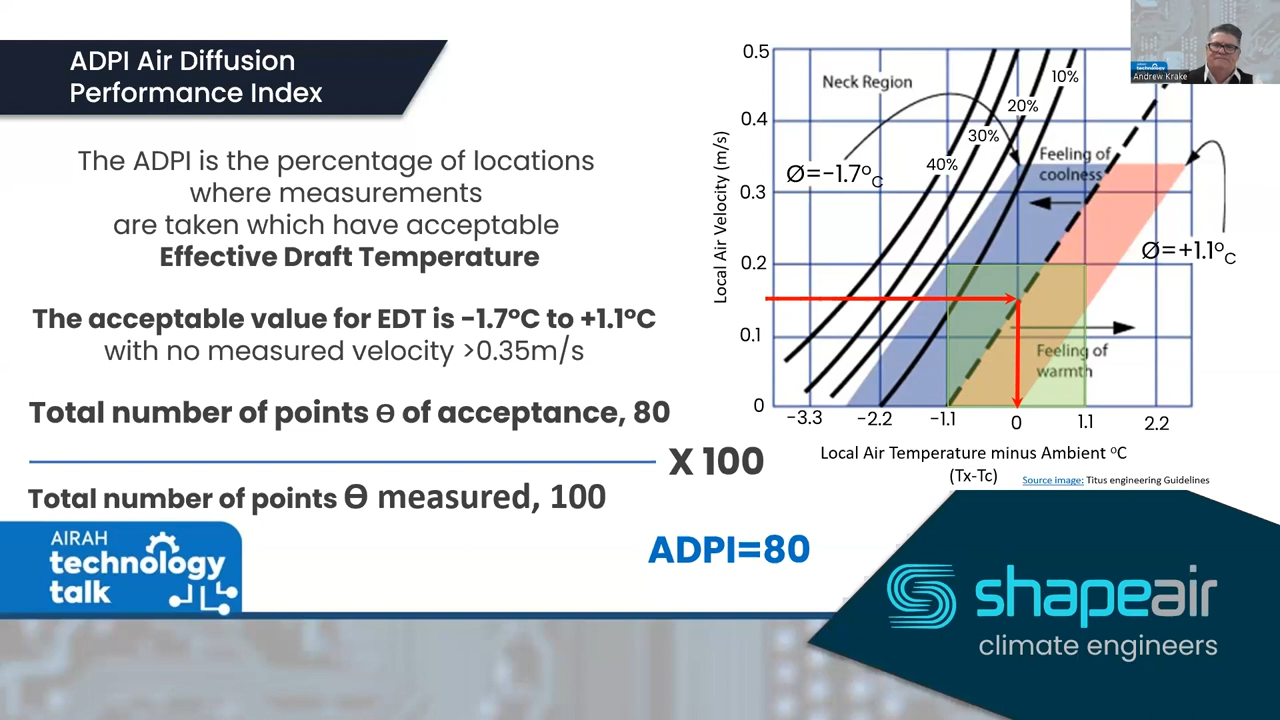 ADPI Air Diffusion
Performance Index
The ADPI is the percentage of locations
where measurements
are taken which have acceptable
Effective Draft Temperature
The acceptable value for EDT is −1.7ºC to +1.1ºC
with no measured velocity >0.35m/s
Total number of points ɵ of acceptance, 80
X 100
Total number of points Ɵ measured, 100
ADPI=80
Local Air Velocity (m/s)
0.5
0.4
0.3
0.2
0.1
0
Neck Region
10%
20%
30%
40%
Feeling of
coolness
Ø=−1.7ºC
Ø=+1.1ºC
Feeling of
warmth
−3.3
−2.2
−1.1
0
1.1
2.2
Local Air Temperature minus Ambient ºC
(Tx-Tc)
Source image: Titus engineering Guidelines
AIRAH
technology
talk
shapeair
climate engineers
AIRAH
technology
Andrew Krake